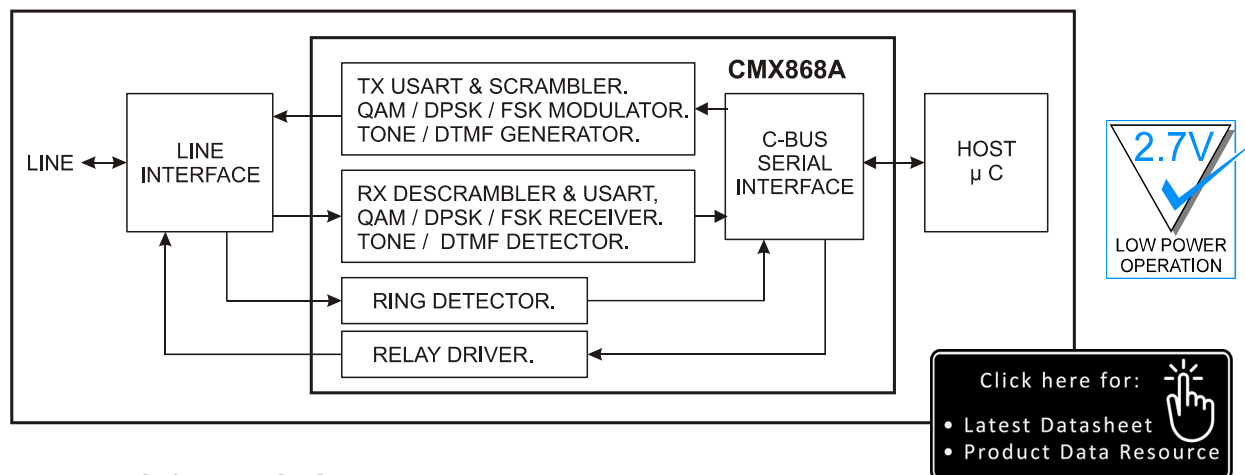 CMX868A
TX USART & SCRAMBLER.
QAM / DPSK / FSK MODULATOR.
TONE / DTMF GENERATOR.
LINE
LINE
INTERFACE
C-BUS
SERIAL
INTERFACE
HOST
µ C
RX DESCRAMBLER & USART,
QAM / DPSK / FSK RECEIVER.
TONE / DTMF DETECTOR.
RING DETECTOR.
RELAY DRIVER.
2.7V
LOW POWER
OPERATION
Click here for:
• Latest Datasheet
• Product Data Resource